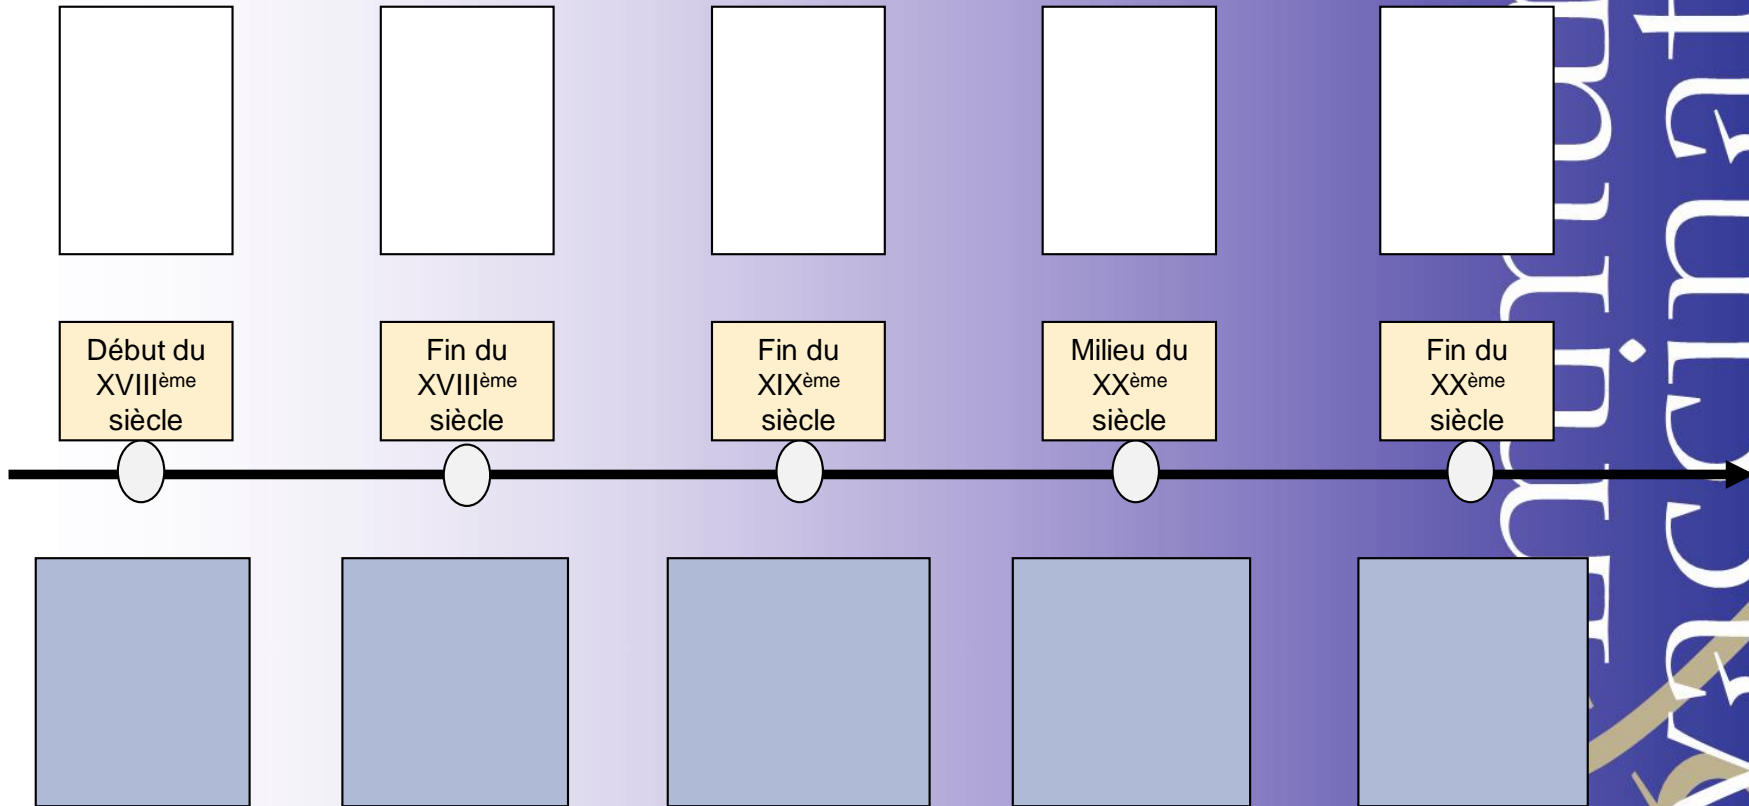 Début du
XVIIIème
siècle
Fin du
XVIIIème
siècle
Fin du
XIXème
siècle
Milieu du
XXème
siècle
Fin du
XXème
siècle